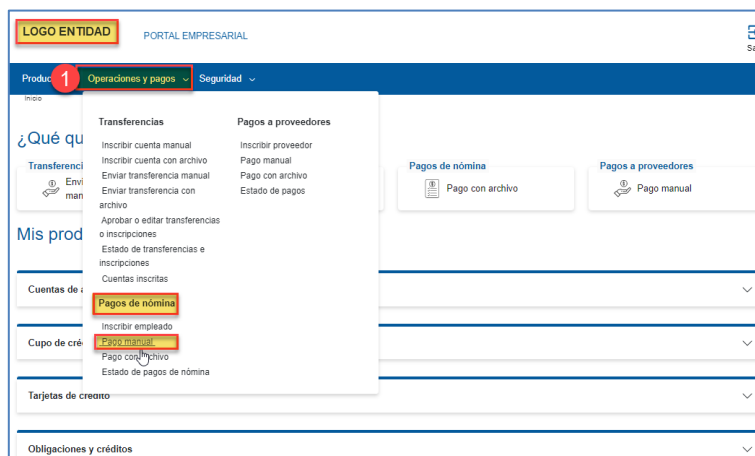 LOGO ENTIDAD
PORTAL EMPRESARIAL
Produc
1
Operaciones y pagos
Seguridad
Inicio
¿Qué qu
Transferencias
Inscribir cuenta manual
Inscribir cuenta con archivo
Enviar transferencia manual
Enviar transferencia con
archivo
Aprobar o editar transferencias
o inscripciones
Estado de transferencias e
inscripciones
Cuentas inscritas
Pagos de nómina
Inscribir empleado
Pago manual
Pago con archivo
Estado de pagos de nómina
Pagos a proveedores
Inscribir proveedor
Pago manual
Pago con archivo
Estado de pagos
Transferenci
Envi
man
Pagos de nómina
Pago con archivo
Pagos a proveedores
Pago manual
Mis prod
Cuentas de a
Cupo de cré
Tarjetas de crédito
Obligaciones y créditos